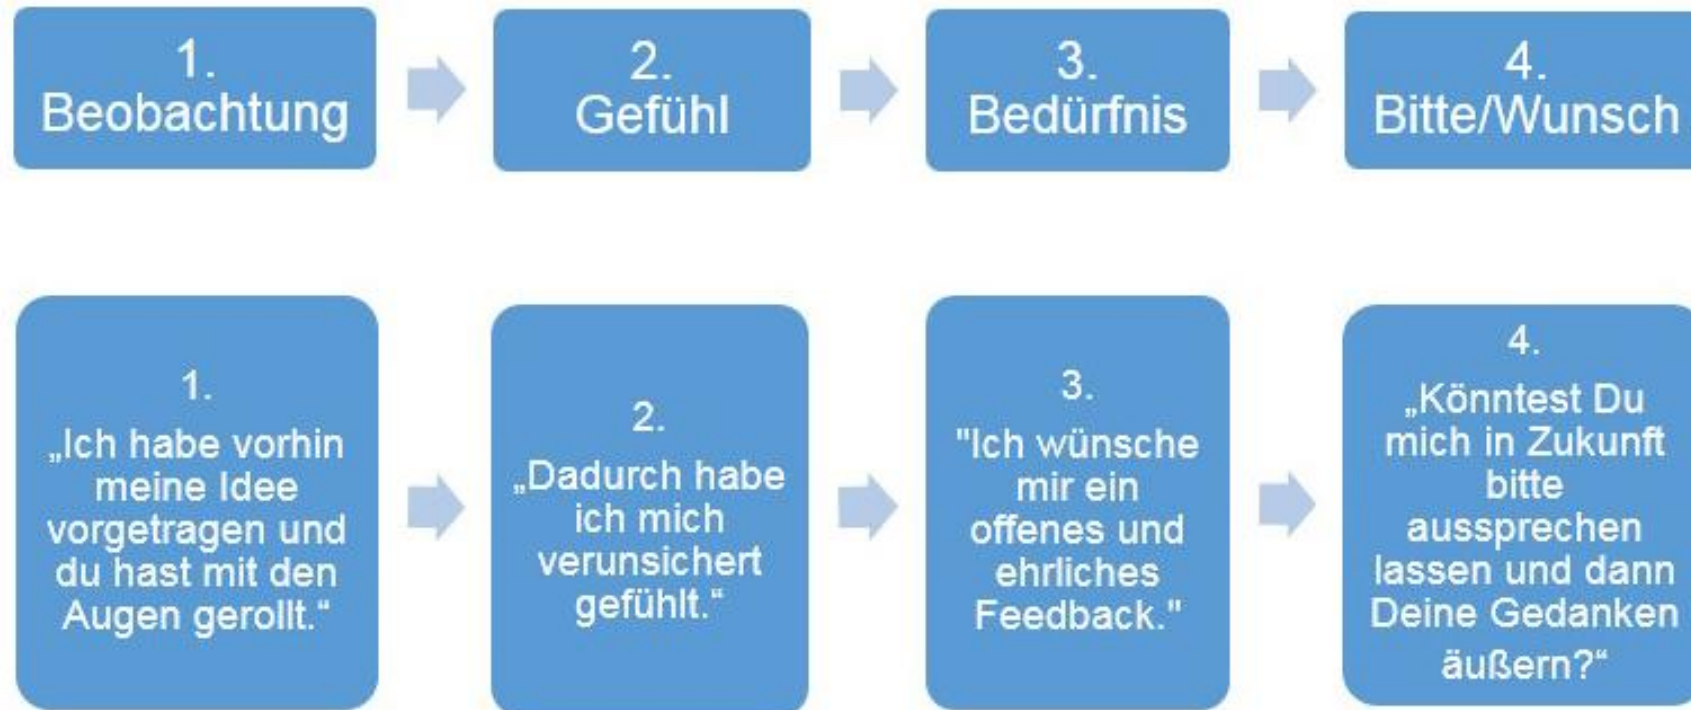 1.
Beobachtung
2.
Gefühl
3.
Bedürfnis
4.
Bitte/Wunsch
1.
„Ich habe vorhin
meine Idee
vorgetragen und
du hast mit den
Augen gerollt.“
2.
„Dadurch habe
ich mich
verunsichert
gefühlt.“
3.
"Ich wünsche
mir ein
offenes und
ehrliches
Feedback."
4.
„Könntest Du
mich in Zukunft
bitte
aussprechen
lassen und dann
Deine Gedanken
äußern?“